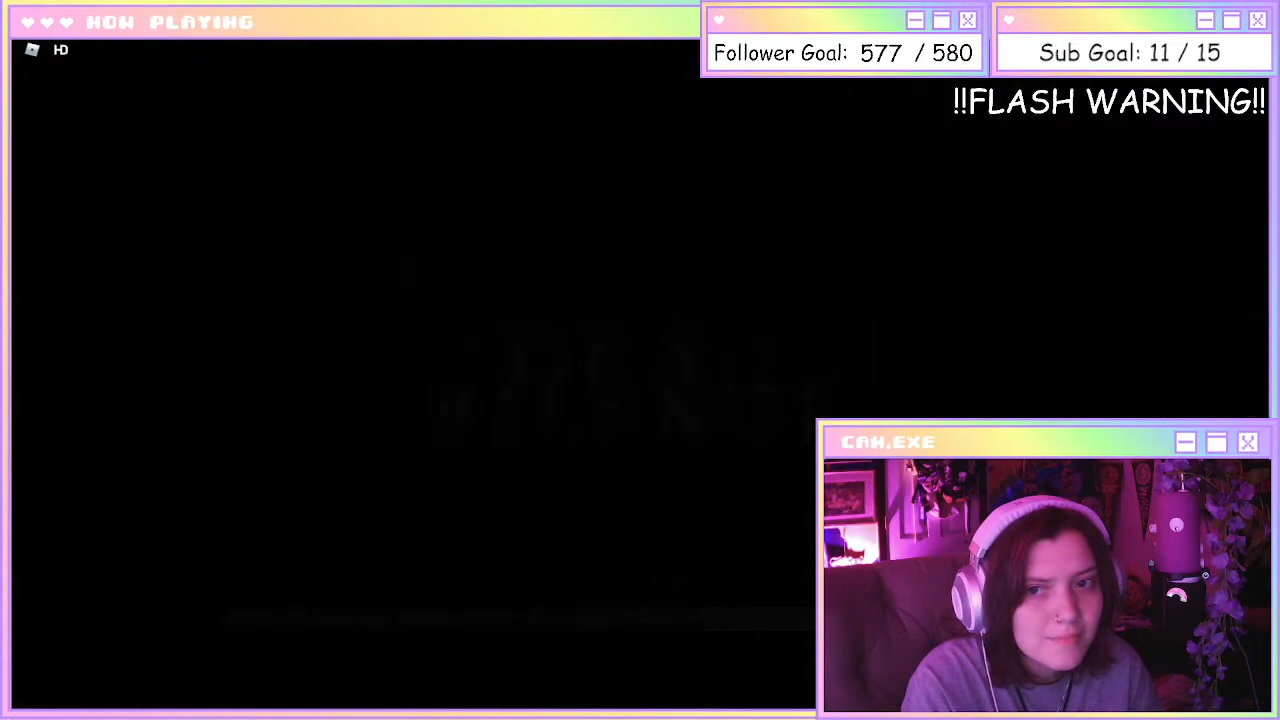 NOW PLAYING
HD
Follower Goal: 577 / 580
Sub Goal: 11 / 15
!!FLASH WARNING!!
CAM.EXE